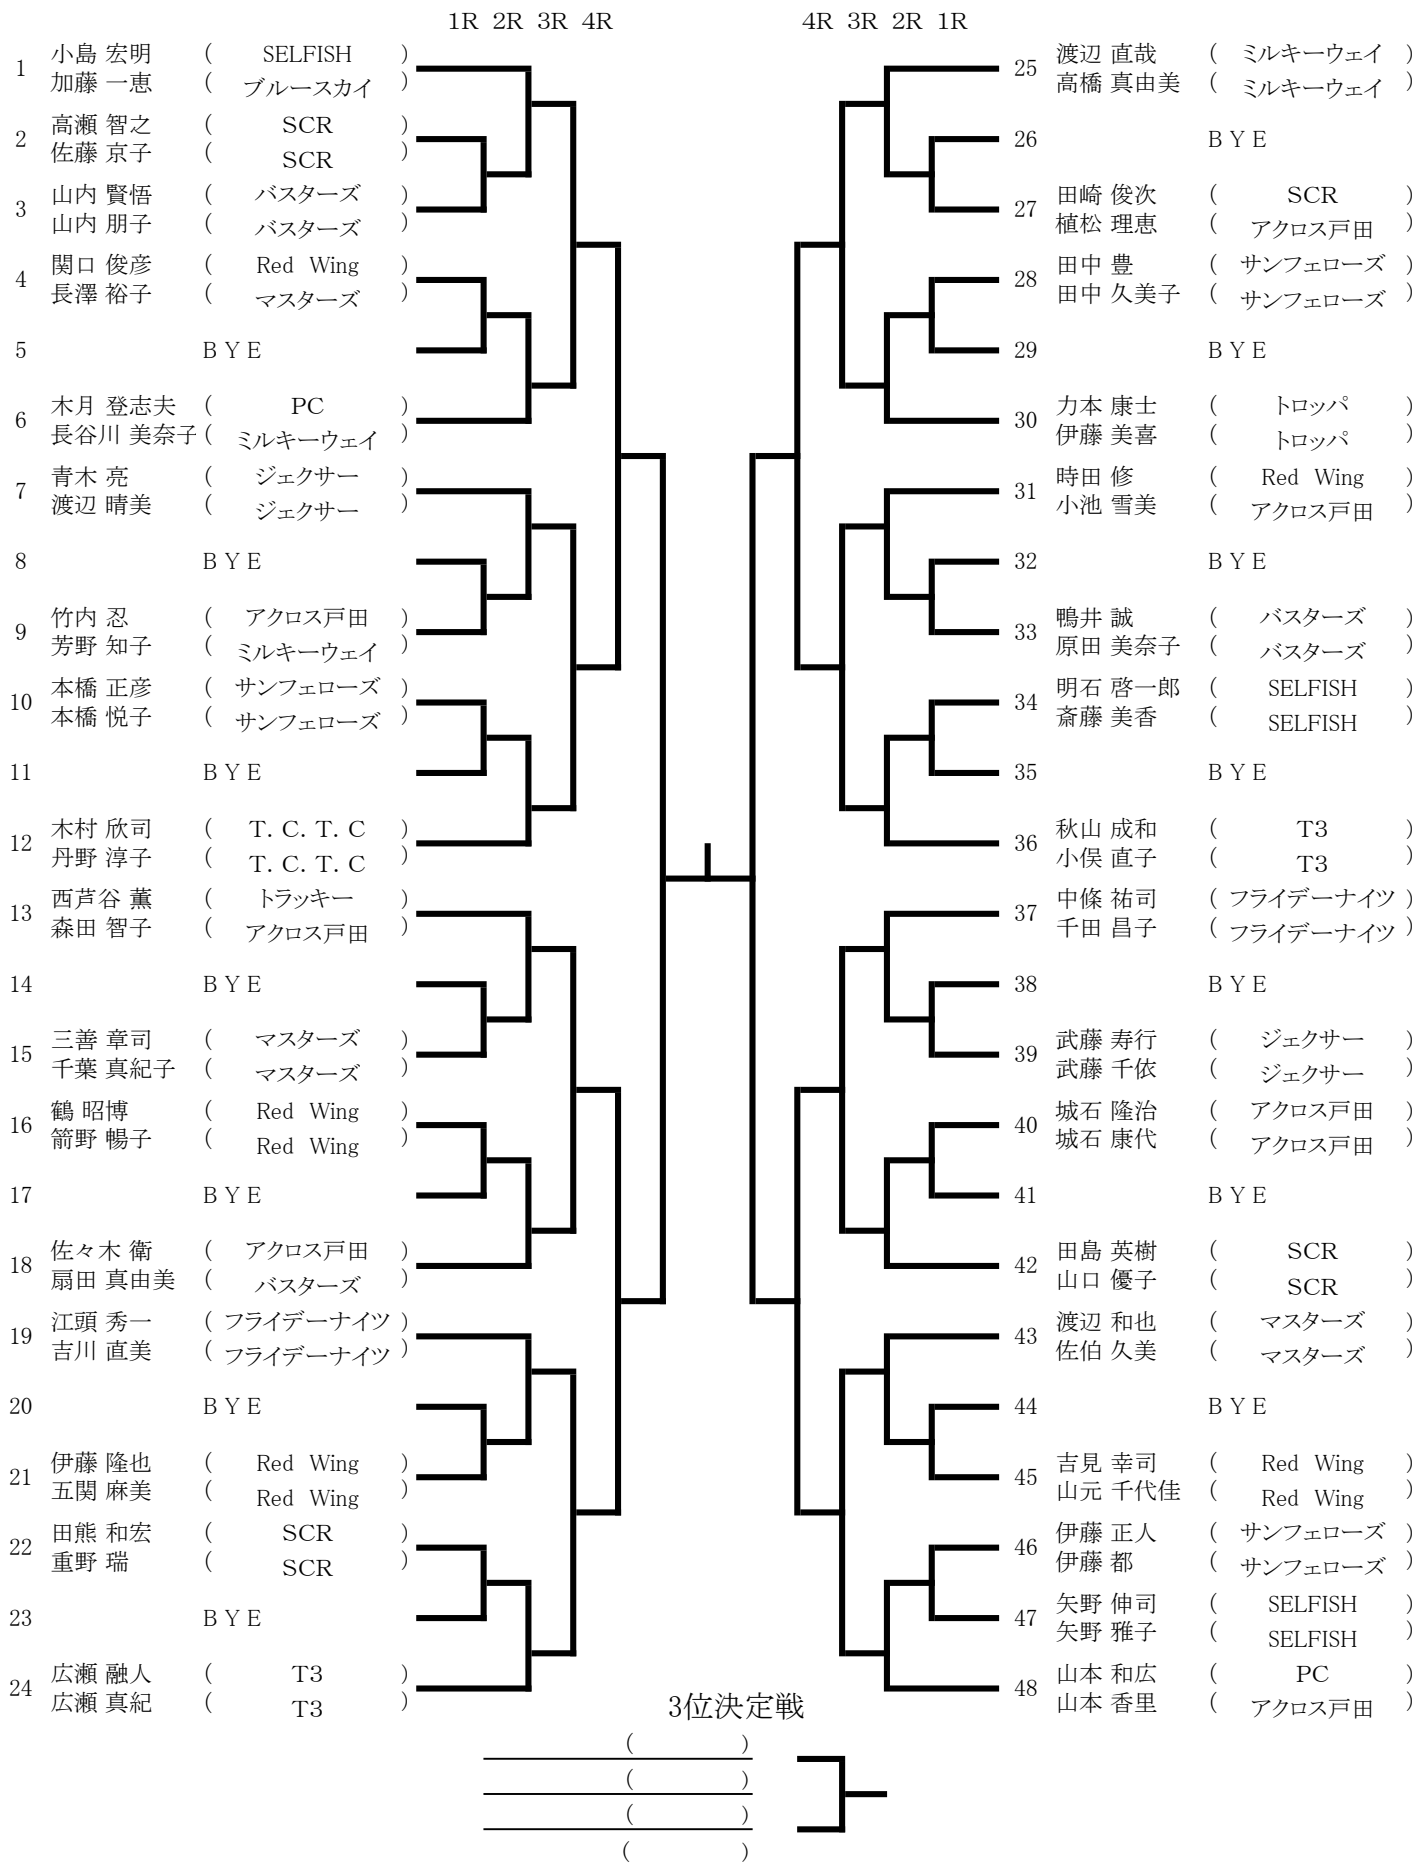 1R 2R 3R 4R
1 小島 宏明 ( SELFISH )
加藤 一恵 ( ブルースカイ )
2 高瀬 智之 ( SCR )
佐藤 京子 ( SCR )
3 山内 賢悟 ( バスターズ )
山内 朋子 ( バスターズ )
4 関口 俊彦 ( Red Wing )
長澤 裕子 ( マスターズ )
5 B Y E
6 木月 登志夫 ( PC )
長谷川 美奈子 ( ミルキーウェイ )
7 青木 亮 ( ジェクサー )
渡辺 晴美 ( ジェクサー )
8 B Y E
9 竹内 忍 ( アクロス戸田 )
芳野 知子 ( ミルキーウェイ )
10 本橋 正彦 ( サンフェローズ )
本橋 悦子 ( サンフェローズ )
11 B Y E
12 木村 欣司 ( T. C. T. C )
丹野 淳子 ( T. C. T. C )
13 西芦谷 薫 ( トラッキー )
森田 智子 ( アクロス戸田 )
14 B Y E
15 三善 章司 ( マスターズ )
千葉 真紀子 ( マスターズ )
16 鶴 昭博 ( Red Wing )
箭野 暢子 ( Red Wing )
17 B Y E
18 佐々木 衛 ( アクロス戸田 )
扇田 真由美 ( バスターズ )
19 江頭 秀一 ( フライデーナイツ )
吉川 直美 ( フライデーナイツ )
20 B Y E
21 伊藤 隆也 ( Red Wing )
五関 麻美 ( Red Wing )
22 田熊 和宏 ( SCR )
重野 瑞 ( SCR )
23 B Y E
24 広瀬 融人 ( T3 )
広瀬 真紀 ( T3 )
4R 3R 2R 1R
25 渡辺 直哉 ( ミルキーウェイ )
高橋 真由美 ( ミルキーウェイ )
26 B Y E
27 田崎 俊次 ( SCR )
植松 理恵 ( アクロス戸田 )
28 田中 豊 ( サンフェローズ )
田中 久美子 ( サンフェローズ )
29 B Y E
30 力本 康士 ( トロッパ )
伊藤 美喜 ( トロッパ )
31 時田 修 ( Red Wing )
小池 雪美 ( アクロス戸田 )
32 B Y E
33 鴨井 誠 ( バスターズ )
原田 美奈子 ( バスターズ )
34 明石 啓一郎 ( SELFISH )
斎藤 美香 ( SELFISH )
35 B Y E
36 秋山 成和 ( T3 )
小俣 直子 ( T3 )
37 中條 祐司 ( フライデーナイツ )
千田 昌子 ( フライデーナイツ )
38 B Y E
39 武藤 寿行 ( ジェクサー )
武藤 千依 ( ジェクサー )
40 城石 隆治 ( アクロス戸田 )
城石 康代 ( アクロス戸田 )
41 B Y E
42 田島 英樹 ( SCR )
山口 優子 ( SCR )
43 渡辺 和也 ( マスターズ )
佐伯 久美 ( マスターズ )
44 B Y E
45 吉見 幸司 ( Red Wing )
山元 千代佳 ( Red Wing )
46 伊藤 正人 ( サンフェローズ )
伊藤 都 ( サンフェローズ )
47 矢野 伸司 ( SELFISH )
矢野 雅子 ( SELFISH )
48 山本 和広 ( PC )
山本 香里 ( アクロス戸田 )
3位決定戦
( )
( )
( )
( )